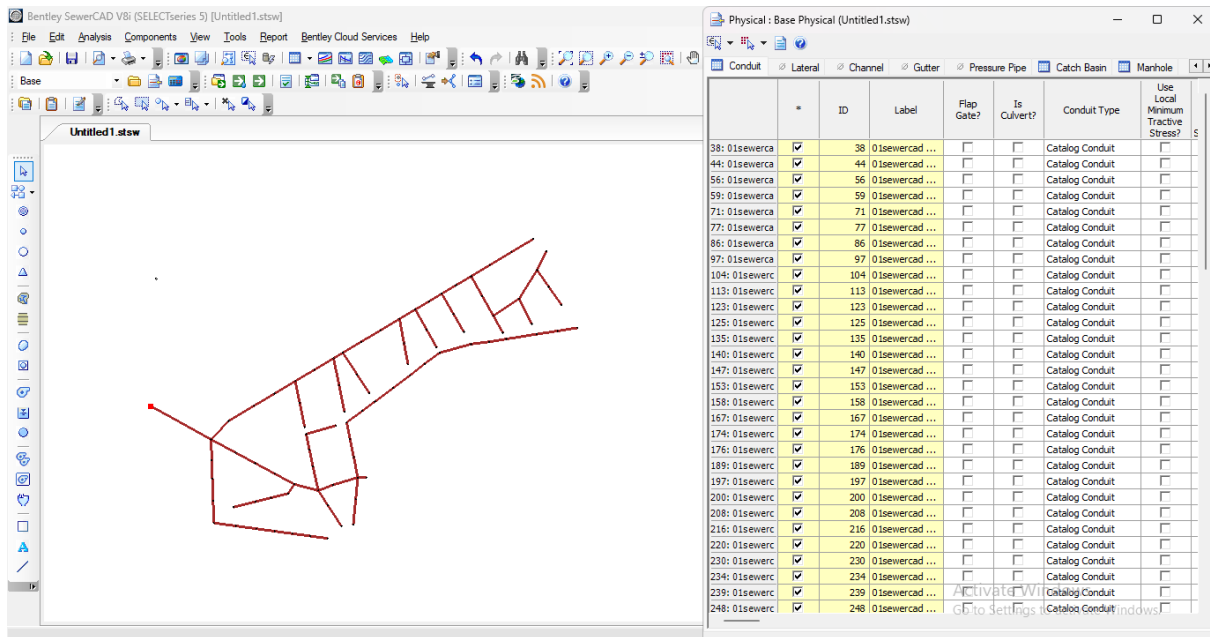 Bentley SewerCAD V8i (SELECTseries 5) [Untitled1.stsw]
File Edit Analysis Components View Tools Report Bentley Cloud Services Help
Base
Untitled1.stsw
A
Physical : Base Physical (Untitled1.stsw)
Conduit Lateral Channel Gutter Pressure Pipe Catch Basin Manhole
* ID Label Flap Gate? Is Culvert? Conduit Type Use Local Minimum Tractive Stress?
38: 01sewerca 38 01sewercad ... Catalog Conduit
44: 01sewerca 44 01sewercad ... Catalog Conduit
56: 01sewerca 56 01sewercad ... Catalog Conduit
59: 01sewerca 59 01sewercad ... Catalog Conduit
71: 01sewerca 71 01sewercad ... Catalog Conduit
77: 01sewerca 77 01sewercad ... Catalog Conduit
86: 01sewerca 86 01sewercad ... Catalog Conduit
97: 01sewerca 97 01sewercad ... Catalog Conduit
104: 01sewerc 104 01sewercad ... Catalog Conduit
113: 01sewerc 113 01sewercad ... Catalog Conduit
123: 01sewerc 123 01sewercad ... Catalog Conduit
125: 01sewerc 125 01sewercad ... Catalog Conduit
135: 01sewerc 135 01sewercad ... Catalog Conduit
140: 01sewerc 140 01sewercad ... Catalog Conduit
147: 01sewerc 147 01sewercad ... Catalog Conduit
153: 01sewerc 153 01sewercad ... Catalog Conduit
158: 01sewerc 158 01sewercad ... Catalog Conduit
167: 01sewerc 167 01sewercad ... Catalog Conduit
174: 01sewerc 174 01sewercad ... Catalog Conduit
176: 01sewerc 176 01sewercad ... Catalog Conduit
189: 01sewerc 189 01sewercad ... Catalog Conduit
197: 01sewerc 197 01sewercad ... Catalog Conduit
200: 01sewerc 200 01sewercad ... Catalog Conduit
208: 01sewerc 208 01sewercad ... Catalog Conduit
216: 01sewerc 216 01sewercad ... Catalog Conduit
220: 01sewerc 220 01sewercad ... Catalog Conduit
230: 01sewerc 230 01sewercad ... Catalog Conduit
234: 01sewerc 234 01sewercad ... Catalog Conduit
239: 01sewerc 239 01sewercad ... Catalog Conduit
248: 01sewerc 248 01sewercad ... Catalog Conduit
Activate Windows
Go to Settings to activate Windows.